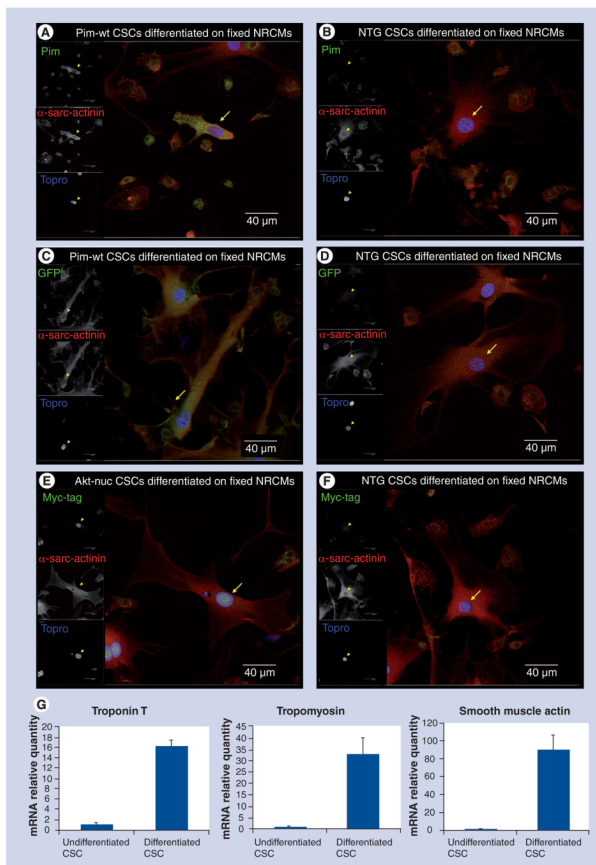 A Pim-wt CSCs differentiated on fixed NRCMs
Pim
α-sarc-actinin
Topro
40 µm
B NTG CSCs differentiated on fixed NRCMs
Pim
α-sarc-actinin
Topro
40 µm
C Pim-wt CSCs differentiated on fixed NRCMs
GFP
α-sarc-actinin
Topro
40 µm
D NTG CSCs differentiated on fixed NRCMs
GFP
α-sarc-actinin
Topro
40 µm
E Akt-nuc CSCs differentiated on fixed NRCMs
Myc-tag
α-sarc-actinin
Topro
40 µm
F NTG CSCs differentiated on fixed NRCMs
Myc-tag
α-sarc-actinin
Topro
40 µm
G
Troponin T
mRNA relative quantity
20
18
16
14
12
10
8
6
4
2
0
Undifferentiated
CSC
Differentiated
CSC
Tropomyosin
mRNA relative quantity
45
40
35
30
25
20
15
10
5
0
Undifferentiated
CSC
Differentiated
CSC
Smooth muscle actin
mRNA relative quantity
120
100
80
60
40
20
0
Undifferentiated
CSC
Differentiated
CSC